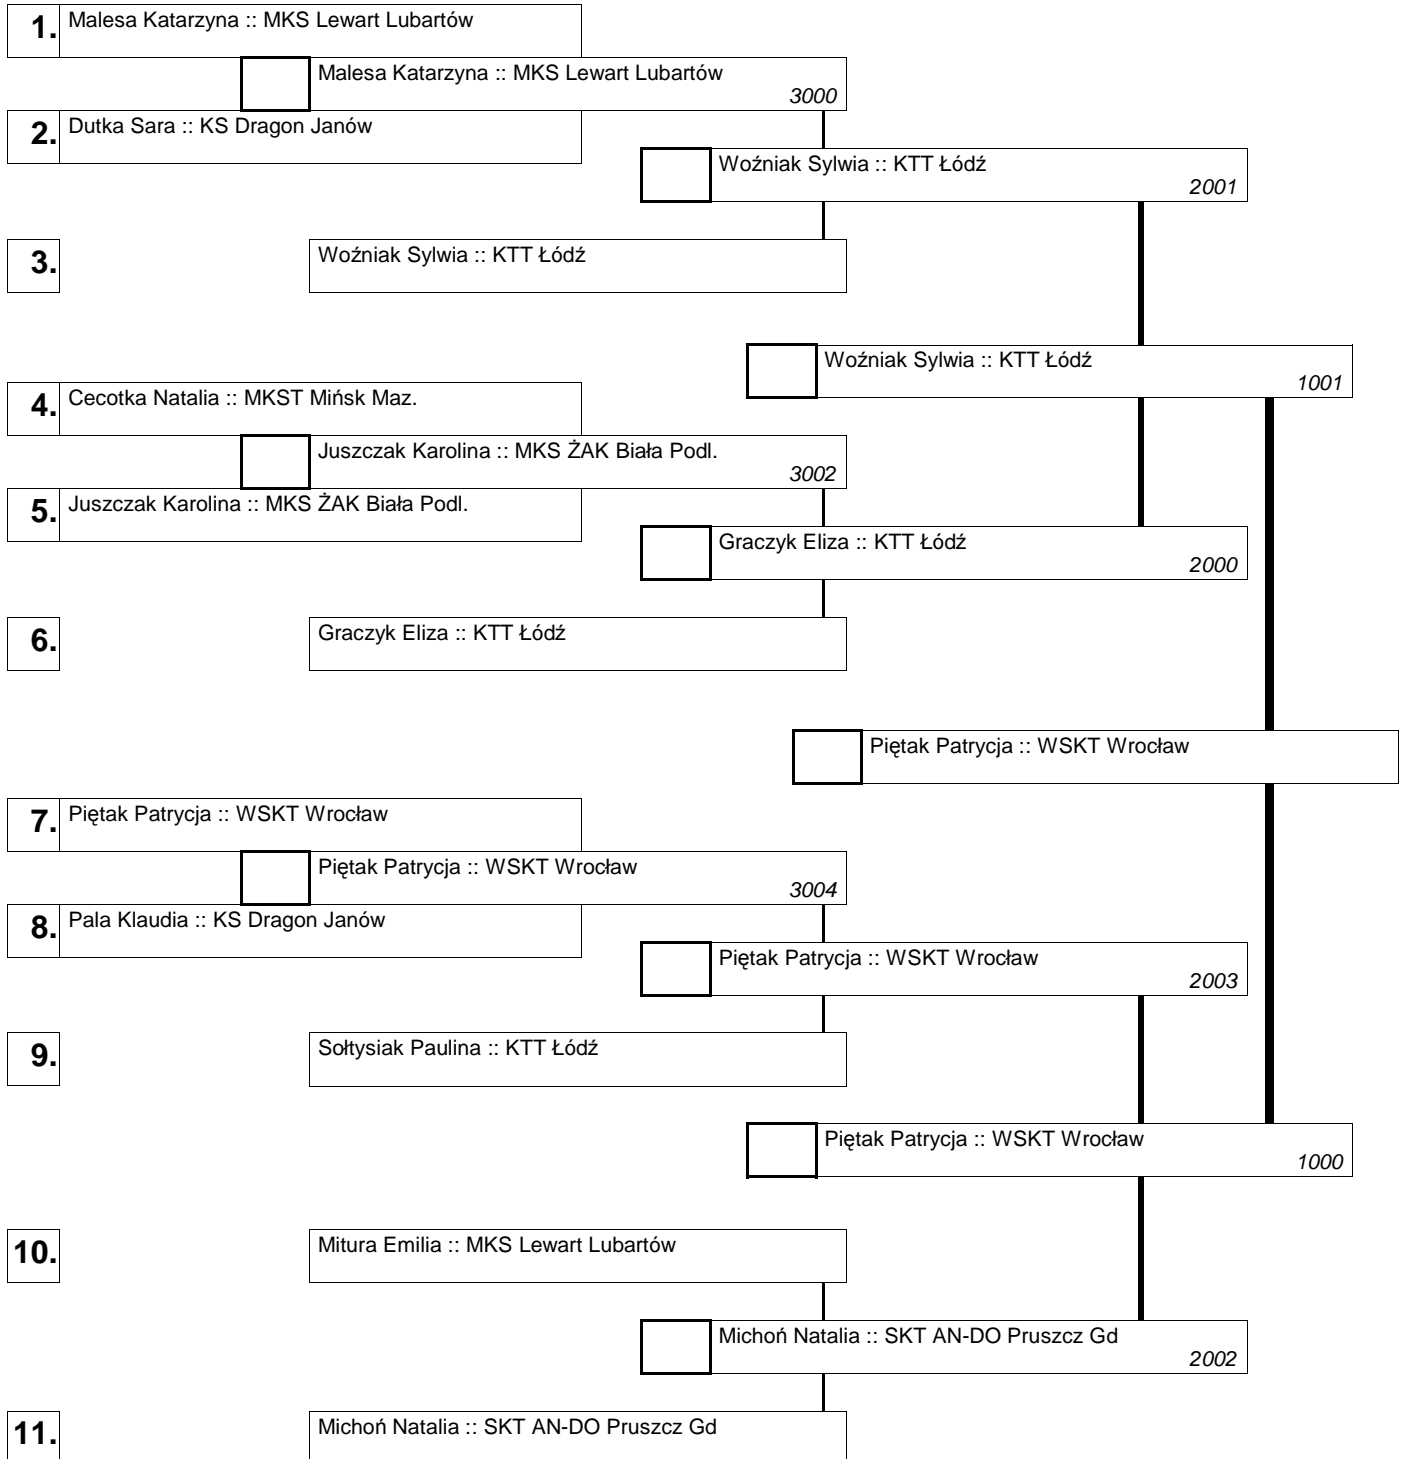 1. Malesa Katarzyna :: MKS Lewart Lubartów
Malesa Katarzyna :: MKS Lewart Lubartów
3000
2. Dutka Sara :: KS Dragon Janów
Woźniak Sylwia :: KTT Łódź
2001
3. Woźniak Sylwia :: KTT Łódź
Woźniak Sylwia :: KTT Łódź
1001
4. Cecotka Natalia :: MKST Mińsk Maz.
Juszczak Karolina :: MKS ŻAK Biała Podl.
3002
5. Juszczak Karolina :: MKS ŻAK Biała Podl.
Graczyk Eliza :: KTT Łódź
2000
6. Graczyk Eliza :: KTT Łódź
Piętak Patrycja :: WSKT Wrocław
7. Piętak Patrycja :: WSKT Wrocław
Piętak Patrycja :: WSKT Wrocław
3004
8. Pala Klaudia :: KS Dragon Janów
Piętak Patrycja :: WSKT Wrocław
2003
9. Sołtysiak Paulina :: KTT Łódź
Piętak Patrycja :: WSKT Wrocław
1000
10. Mitura Emilia :: MKS Lewart Lubartów
Michoń Natalia :: SKT AN-DO Pruszcz Gd
2002
11. Michoń Natalia :: SKT AN-DO Pruszcz Gd